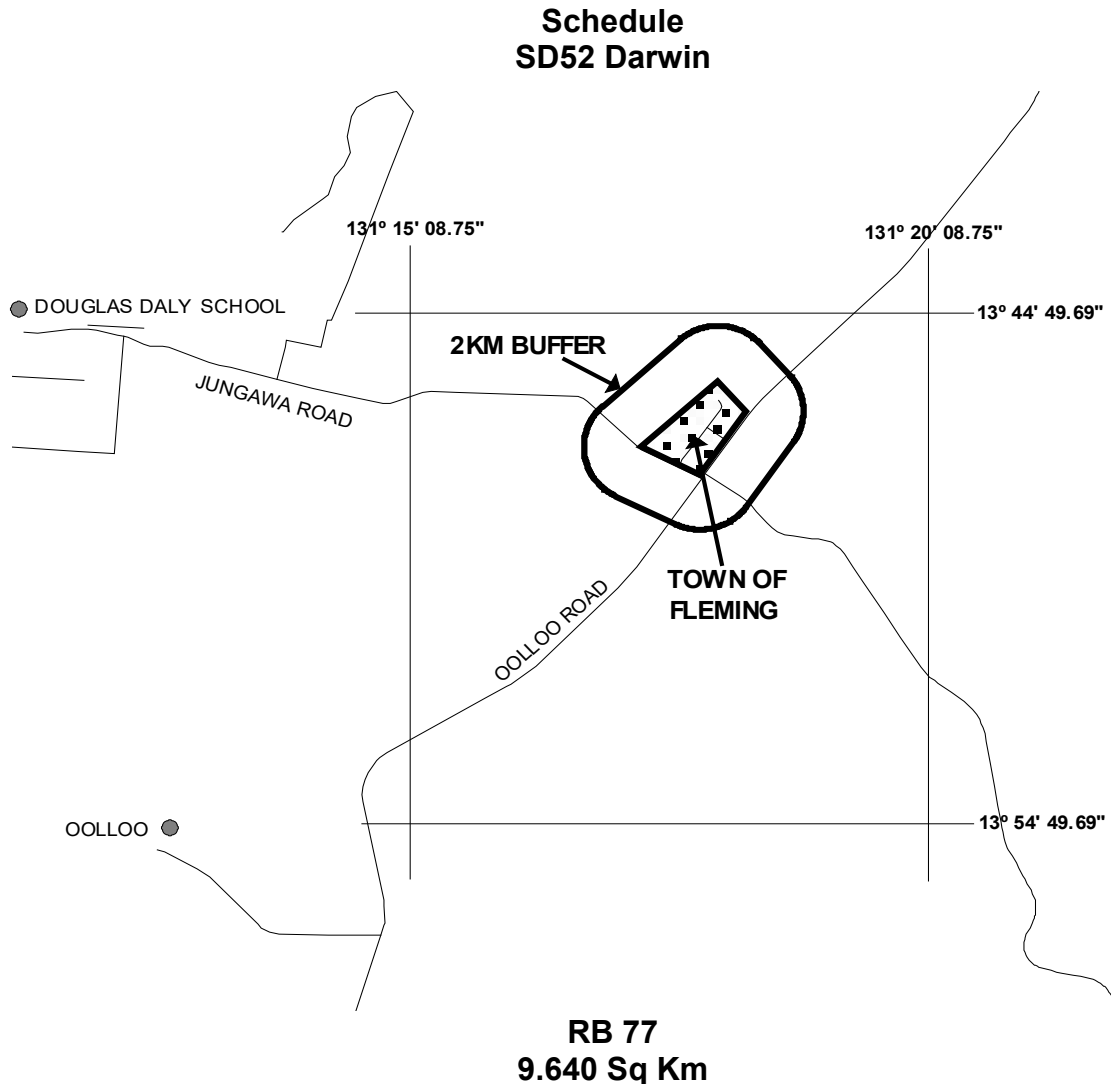 Schedule
SD52 Darwin
131º 15' 08.75"
131º 20' 08.75"
DOUGLAS DALY SCHOOL
13º 44' 49.69"
2KM BUFFER
JUNGAWA ROAD
TOWN OF
FLEMING
OOLLOO ROAD
OOLLOO
13º 54' 49.69"
RB 77
9.640 Sq Km